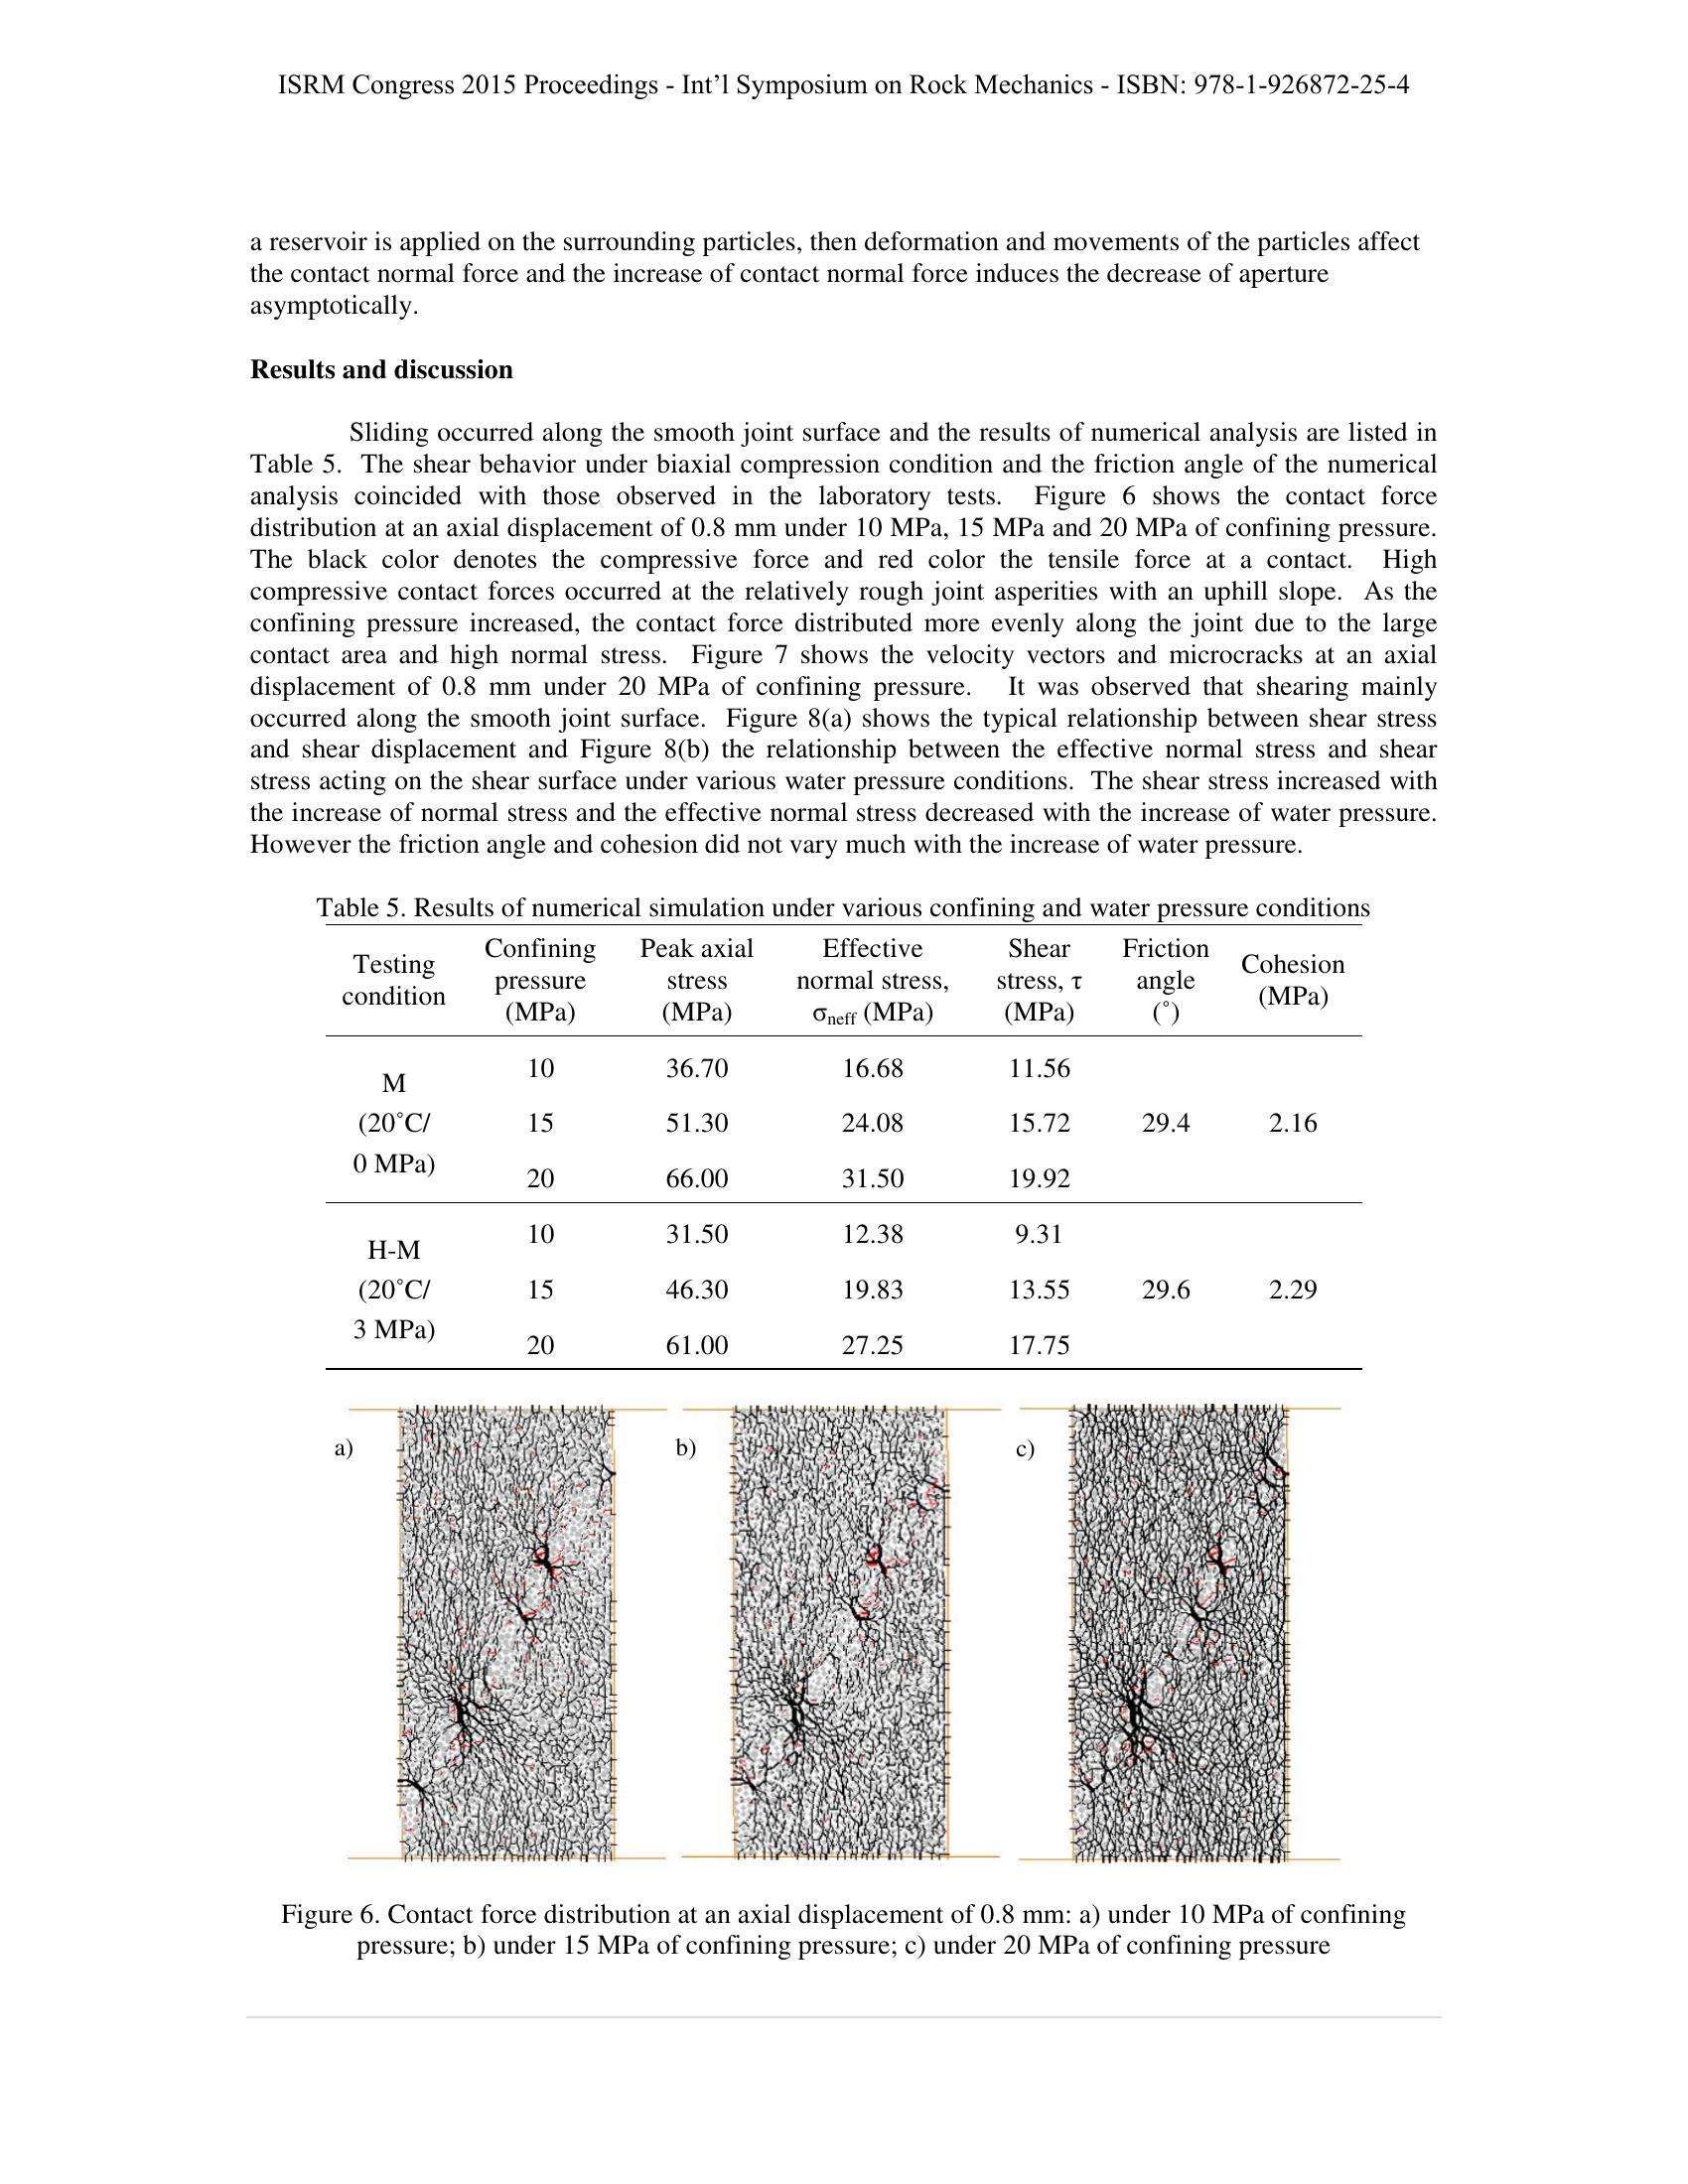 ISRM Congress 2015 Proceedings - Int'l Symposium on Rock Mechanics - ISBN: 978-1-926872-25-4
a reservoir is applied on the surrounding particles, then deformation and movements of the particles affect
the contact normal force and the increase of contact normal force induces the decrease of aperture
asymptotically.
Results and discussion
Sliding occurred along the smooth joint surface and the results of numerical analysis are listed in
Table 5. The shear behavior under biaxial compression condition and the friction angle of the numerical
analysis coincided with those observed in the laboratory tests. Figure 6 shows the contact force
distribution at an axial displacement of 0.8 mm under 10 MPa, 15 MPa and 20 MPa of confining pressure.
The black color denotes the compressive force and red color the tensile force at a contact. High
compressive contact forces occurred at the relatively rough joint asperities with an uphill slope. As the
confining pressure increased, the contact force distributed more evenly along the joint due to the large
contact area and high normal stress. Figure 7 shows the velocity vectors and microcracks at an axial
displacement of 0.8 mm under 20 MPa of confining pressure. It was observed that shearing mainly
occurred along the smooth joint surface. Figure 8(a) shows the typical relationship between shear stress
and shear displacement and Figure 8(b) the relationship between the effective normal stress and shear
stress acting on the shear surface under various water pressure conditions. The shear stress increased with
the increase of normal stress and the effective normal stress decreased with the increase of water pressure.
However the friction angle and cohesion did not vary much with the increase of water pressure.
Table 5. Results of numerical simulation under various confining and water pressure conditions
Testing condition Confining pressure (MPa) Peak axial stress (MPa) Effective normal stress, σneff (MPa) Shear stress, τ (MPa) Friction angle (˚) Cohesion (MPa)
M (20˚C/ 0 MPa) 10 36.70 16.68 11.56
15 51.30 24.08 15.72 29.4 2.16
20 66.00 31.50 19.92
H-M (20˚C/ 3 MPa) 10 31.50 12.38 9.31
15 46.30 19.83 13.55 29.6 2.29
20 61.00 27.25 17.75
a) b) c)
Figure 6. Contact force distribution at an axial displacement of 0.8 mm: a) under 10 MPa of confining
pressure; b) under 15 MPa of confining pressure; c) under 20 MPa of confining pressure